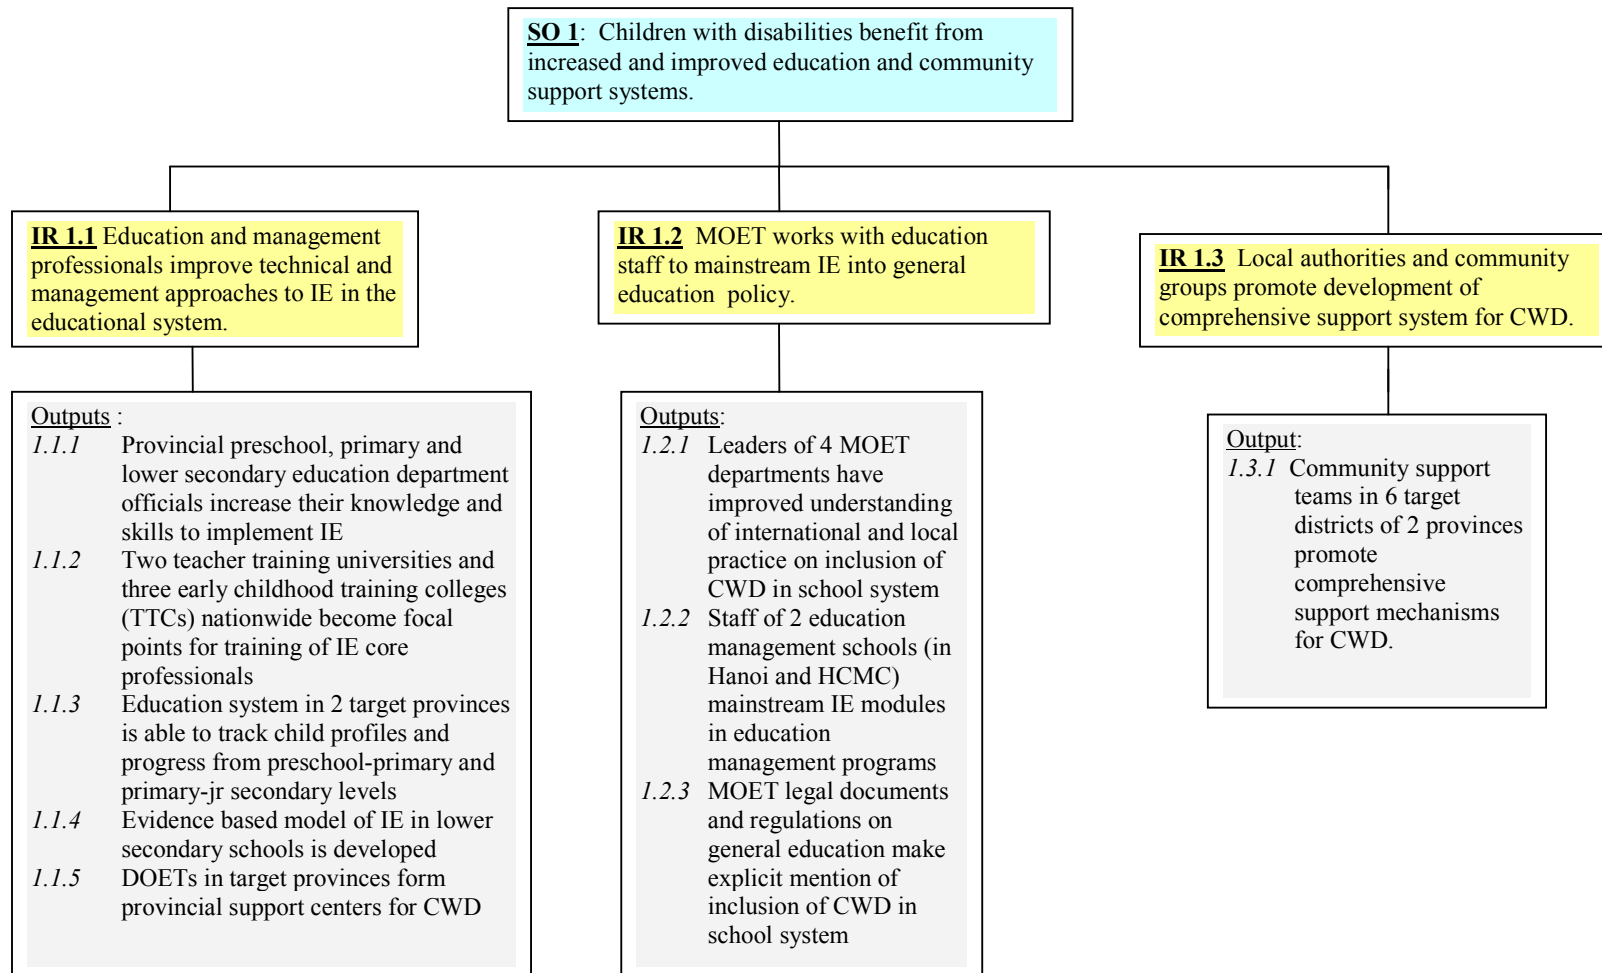 SO 1: Children with disabilities benefit from
increased and improved education and community
support systems.
IR 1.1 Education and management
professionals improve technical and
management approaches to IE in the
educational system.
IR 1.2 MOET works with education
staff to mainstream IE into general
education policy.
IR 1.3 Local authorities and community
groups promote development of
comprehensive support system for CWD.
Outputs :
1.1.1 Provincial preschool, primary and
lower secondary education department
officials increase their knowledge and
skills to implement IE
1.1.2 Two teacher training universities and
three early childhood training colleges
(TTCs) nationwide become focal
points for training of IE core
professionals
1.1.3 Education system in 2 target provinces
is able to track child profiles and
progress from preschool-primary and
primary-jr secondary levels
1.1.4 Evidence based model of IE in lower
secondary schools is developed
1.1.5 DOETs in target provinces form
provincial support centers for CWD
Outputs:
1.2.1 Leaders of 4 MOET
departments have
improved understanding
of international and local
practice on inclusion of
CWD in school system
1.2.2 Staff of 2 education
management schools (in
Hanoi and HCMC)
mainstream IE modules
in education
management programs
1.2.3 MOET legal documents
and regulations on
general education make
explicit mention of
inclusion of CWD in
school system
Output:
1.3.1 Community support
teams in 6 target
districts of 2 provinces
promote
comprehensive
support mechanisms
for CWD.